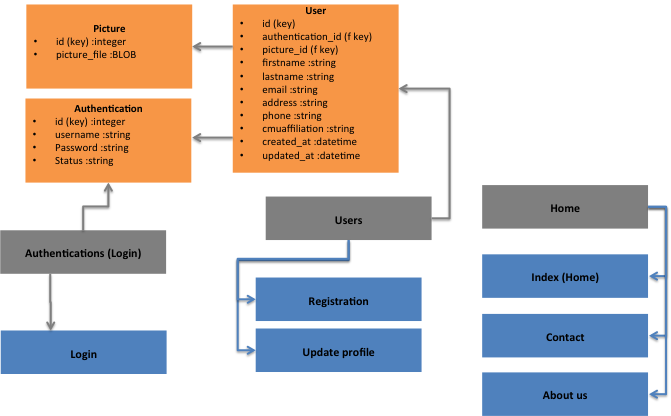 Picture
• id (key) :integer
• picture_file :BLOB
User
• id (key)
• authentication_id (f key)
• picture_id (f key)
• firstname :string
• lastname :string
• email :string
• address :string
• phone :string
• cmuaffiliation :string
• created_at :datetime
• updated_at :datetime
Authentication
• id (key) :integer
• username :string
• Password :string
• Status :string
Users
Home
Authentications (Login)
Index (Home)
Registration
Contact
Login
Update profile
About us